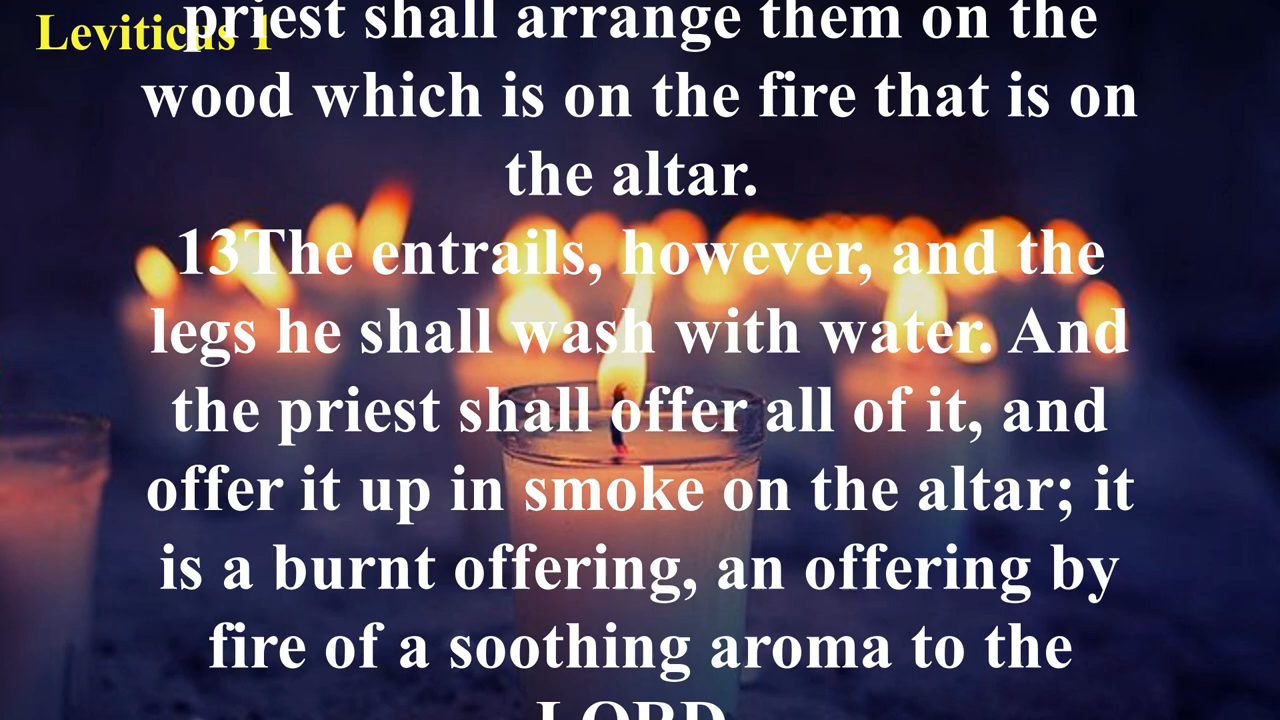 Leviticus 1
priest shall arrange them on the
wood which is on the fire that is on
the altar.
13The entrails, however, and the
legs he shall wash with water. And
the priest shall offer all of it, and
offer it up in smoke on the altar; it
is a burnt offering, an offering by
fire of a soothing aroma to the
LORD